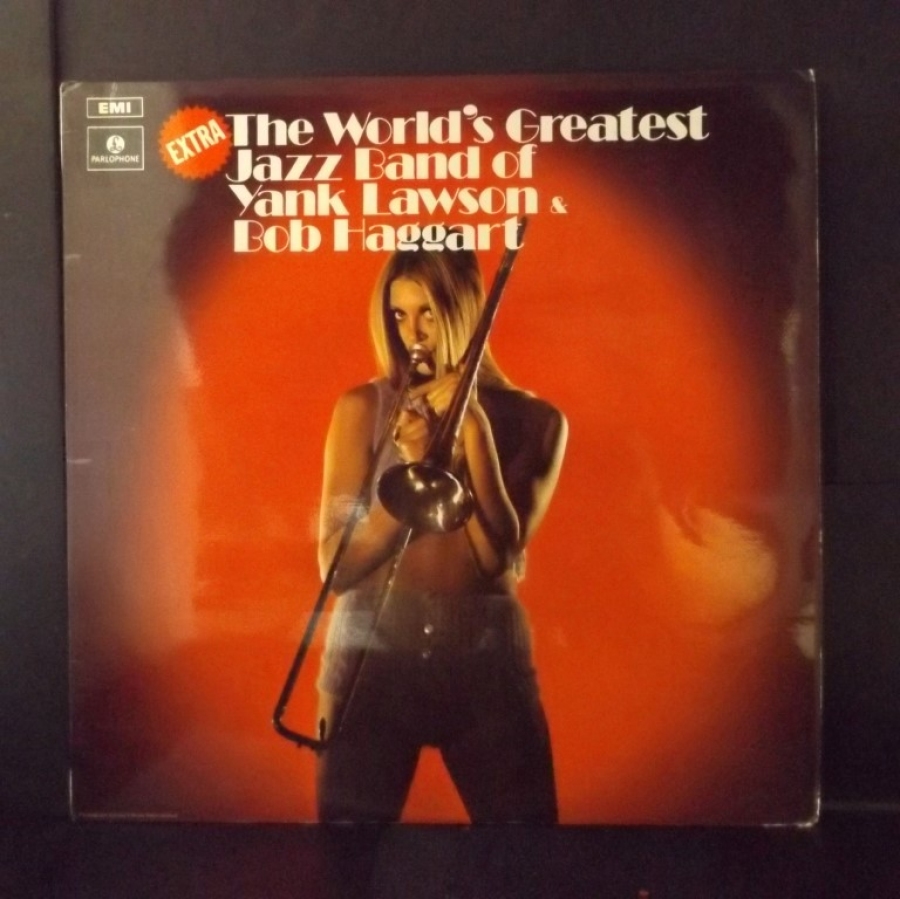 EMI
PARLOPHONE
EXTRA
The World's Greatest
Jazz Band of
Yank Lawson &
Bob Haggart